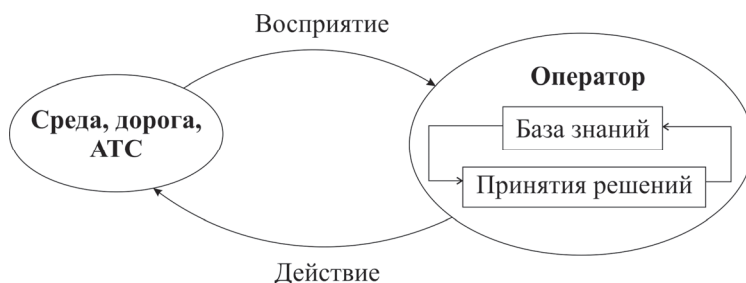 Восприятие
Оператор
Среда, дорога,
АТС
База знаний
Принятия решений
Действие